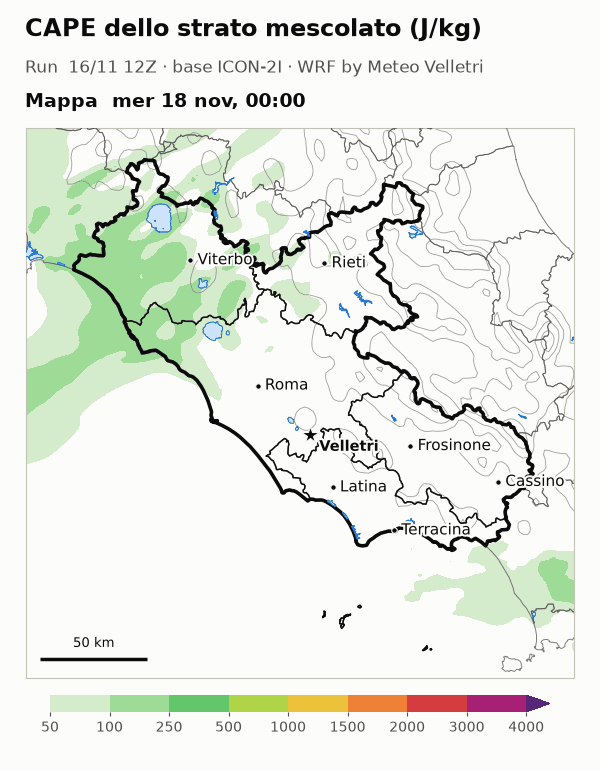 CAPE dello strato mescolato (J/kg)
Run  16/11 12Z · base ICON-2I · WRF by Meteo Velletri
Mappa  mer 18 nov, 00:00
Viterbo
Rieti
Roma
Velletri
Frosinone
Cassino
Latina
Terracina
50 km
50 100 250 500 1000 1500 2000 3000 4000